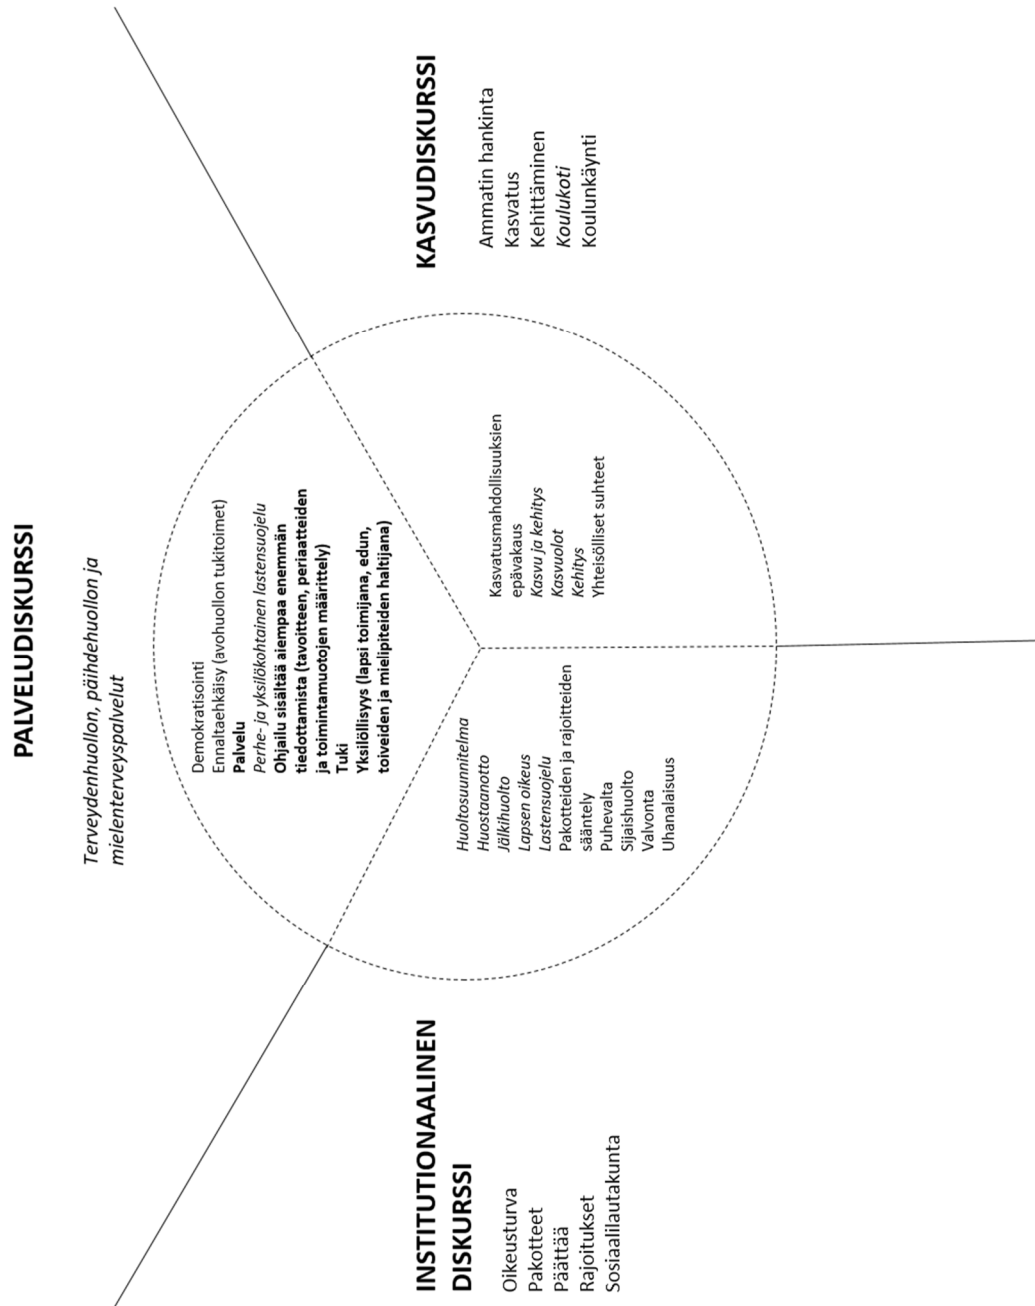 PALVELUDISKURSSI
Terveydenhuollon, päihdehuollon ja
mielenterveyspalvelut
Demokratisointi
Ennaltaehkäisy (avohuollon tukitoimet)
Palvelu
Perhe- ja yksilökohtainen lastensuojelu
Ohjailu sisältää aiempaa enemmän
tiedottamista (tavoitteen, periaatteiden
ja toimintamuotojen määrittely)
Tuki
Yksilöllisyys (lapsi toimijana, edun,
toiveiden ja mielipiteiden haltijana)
INSTITUTIONAALINEN
DISKURSSI
Oikeusturva
Pakotteet
Päättää
Rajoitukset
Sosiaalilautakunta
Huoltosuunnitelma
Huostaanotto
Jälkihuolto
Lapsen oikeus
Lastensuojelu
Pakotteiden ja rajoitteiden
sääntely
Puhevalta
Sijaishuolto
Valvonta
Uhanalaisuus
Kasvatusmahdollisuuksien
epävakaus
Kasvu ja kehitys
Kasvuolot
Kehitys
Yhteisölliset suhteet
KASVUDISKURSSI
Ammatin hankinta
Kasvatus
Kehittäminen
Koulukoti
Koulunkäynti